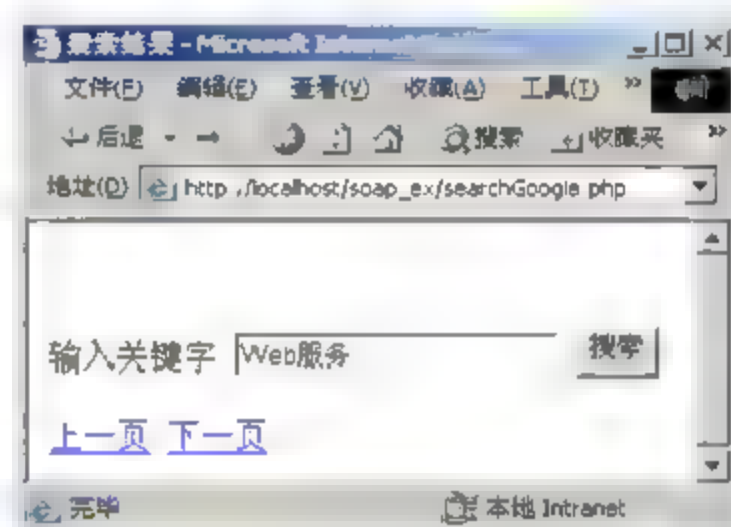 搜索结果 - Microsoft
文件(F) 编辑(E) 查看(V) 收藏(A) 工具(T) »
后退 搜索 收藏夹 »
地址(D) http://localhost/soap_ex/searchGoogle.php
输入关键字 Web服务 搜索
上一页 下一页
完毕 本地 Intranet